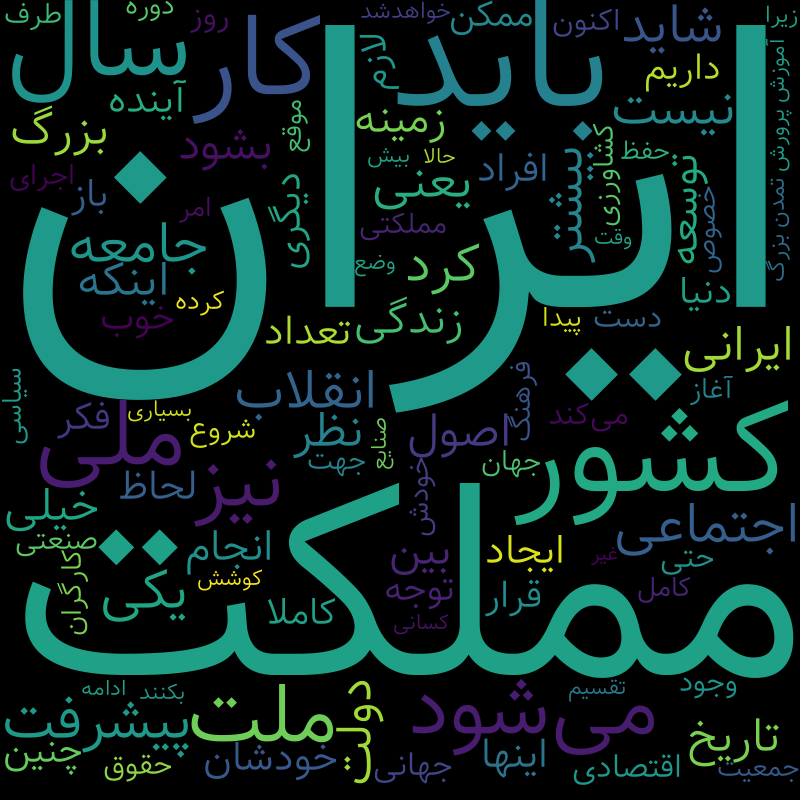 طرف
دوره
روز
خواهدشد
ممکن
اکنون
شاید
زیرا
سال
کار
لازم
باید
داریم
آموزش پرورش
آینده
نیست
بزرگ
بشود
موقع
زمینه
بیش
حالا
افراد
کشاورزی
حفظ
ایران
اجرای
باز
امر
دیگری
یعنی
مملکتی
بیشتر
وقت
توسعه
خصوص
تمدن بزرگ
جامعه
اینکه
وضع
کرد
کرده
خوب
تعداد
زندگی
پیدا
دست
دنیا
ایرانی
سیاسی
انقلاب
فرهنگ
آغاز
فکر
بسیاری
شروع
نظر
اصول
می‌کند
ملی
صنایع
جهت
جهان
کشور
لحاظ
نیز
خودش
خیلی
اجتماعی
صنعتی
انجام
بین
ایجاد
غیر
حتی
کارگران
یکی
کوشش
کاملا
توجه
قرار
کامل
کسانی
مملکت
ادامه
بکنند
ملت
دولت
می‌شود
تقسیم
وجود
پیشرفت
تاریخ
چنین
حقوق
خودشان
جهانی
اینها
اقتصادی
جمعیت